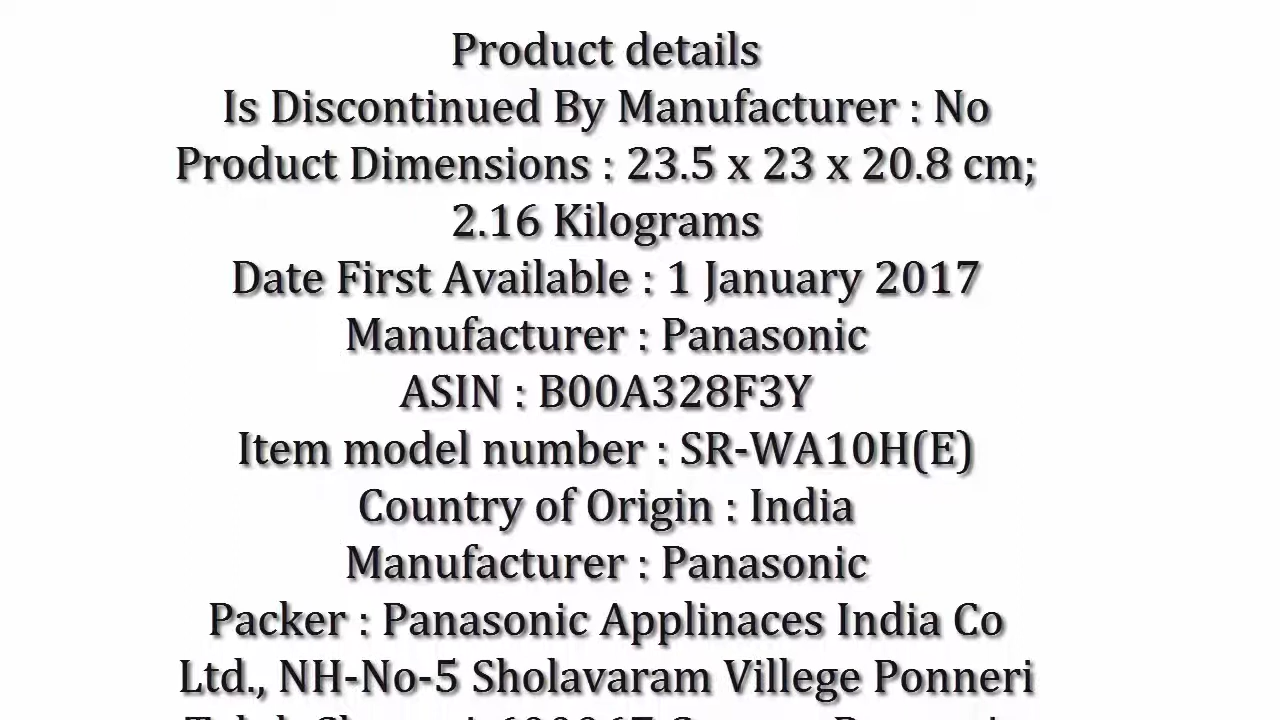 Product details
Is Discontinued By Manufacturer : No
Product Dimensions : 23.5 x 23 x 20.8 cm;
2.16 Kilograms
Date First Available : 1 January 2017
Manufacturer : Panasonic
ASIN : B00A328F3Y
Item model number : SR-WA10H(E)
Country of Origin : India
Manufacturer : Panasonic
Packer : Panasonic Applinaces India Co
Ltd., NH-No-5 Sholavaram Villege Ponneri